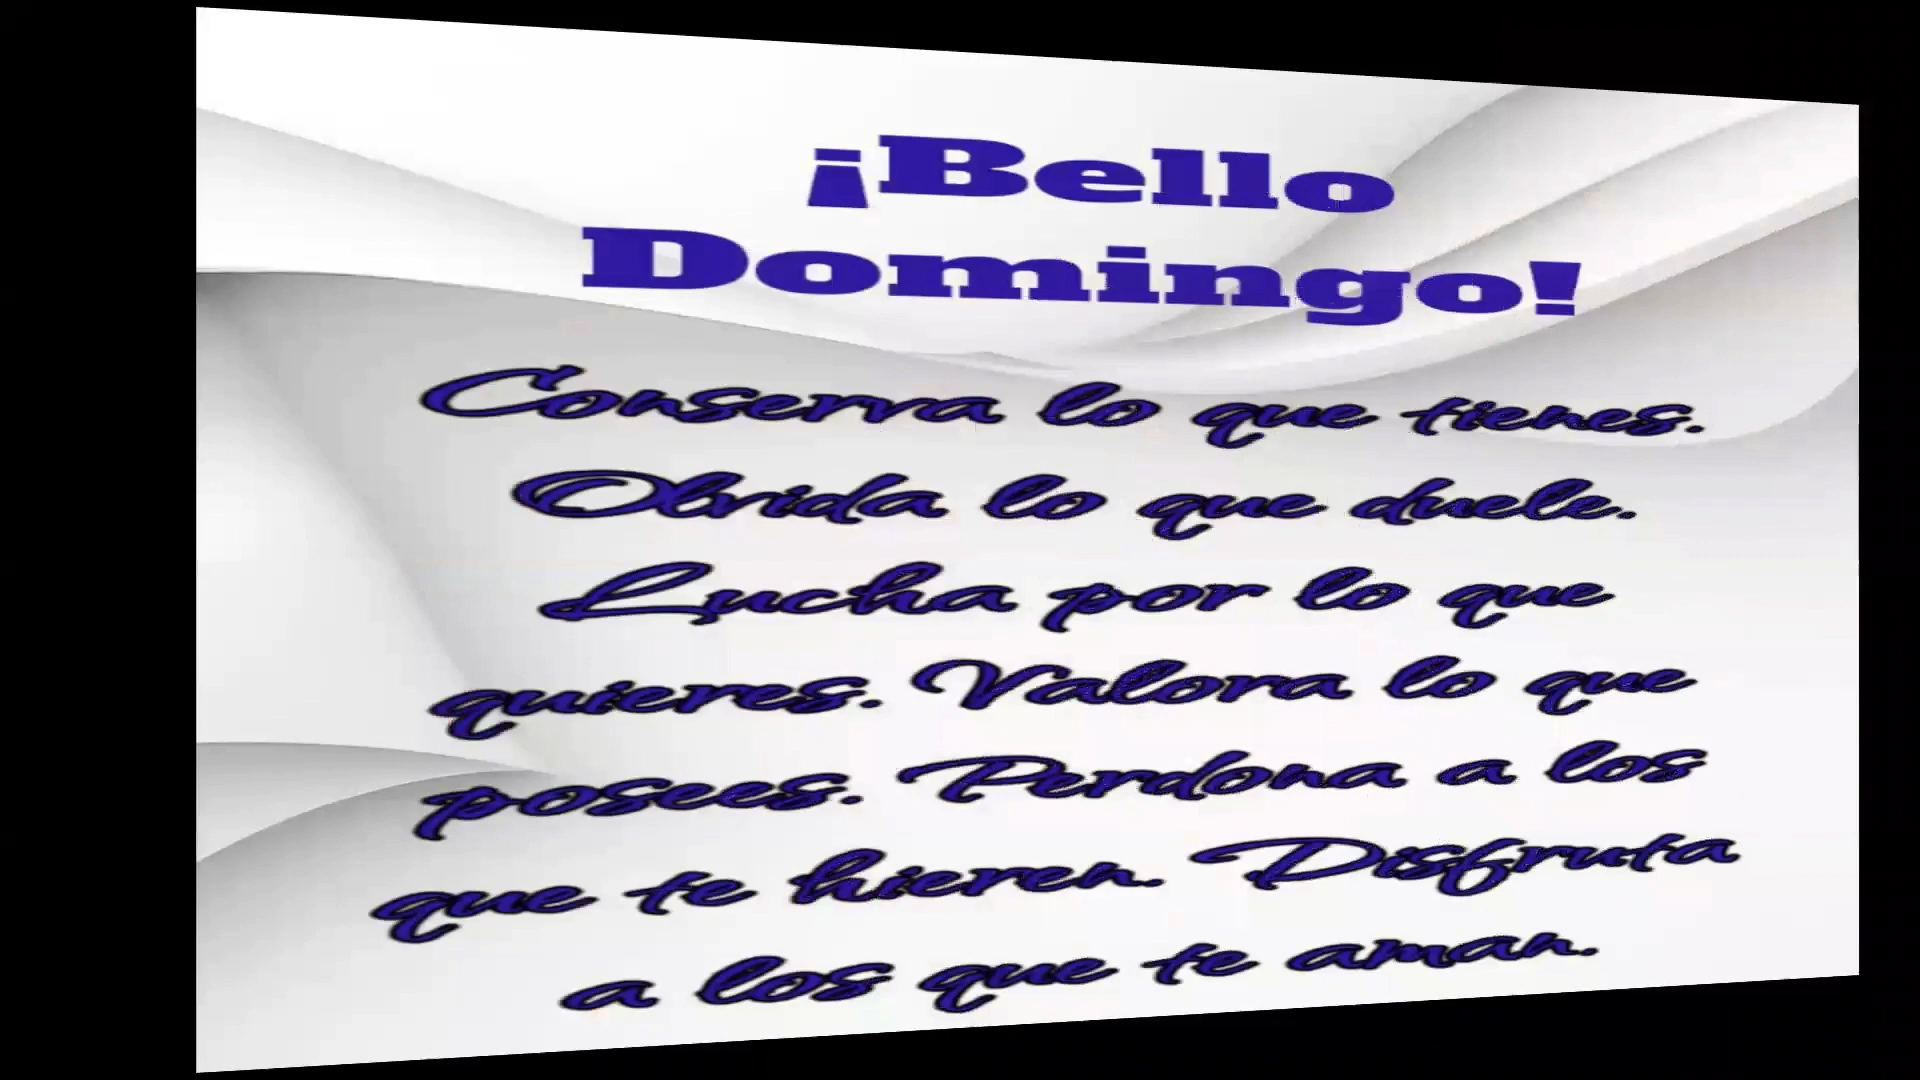 ¡Bello
Domingo!
Conserva lo que tienes.
Olvida lo que duele.
Lucha por lo que
quieres. Valora lo que
posees. Perdona a los
que te hieren. Disfruta
a los que te aman.